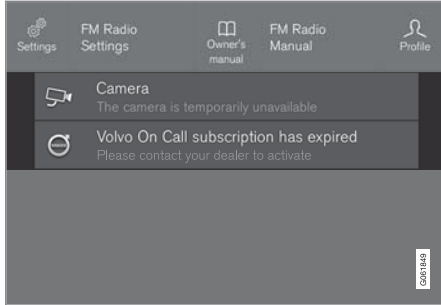 Settings
FM Radio
Settings
Owner's
manual
FM Radio
Manual
Profile
Camera
The camera is temporarily unavailable
Volvo On Call subscription has expired
Please contact your dealer to activate
G061849